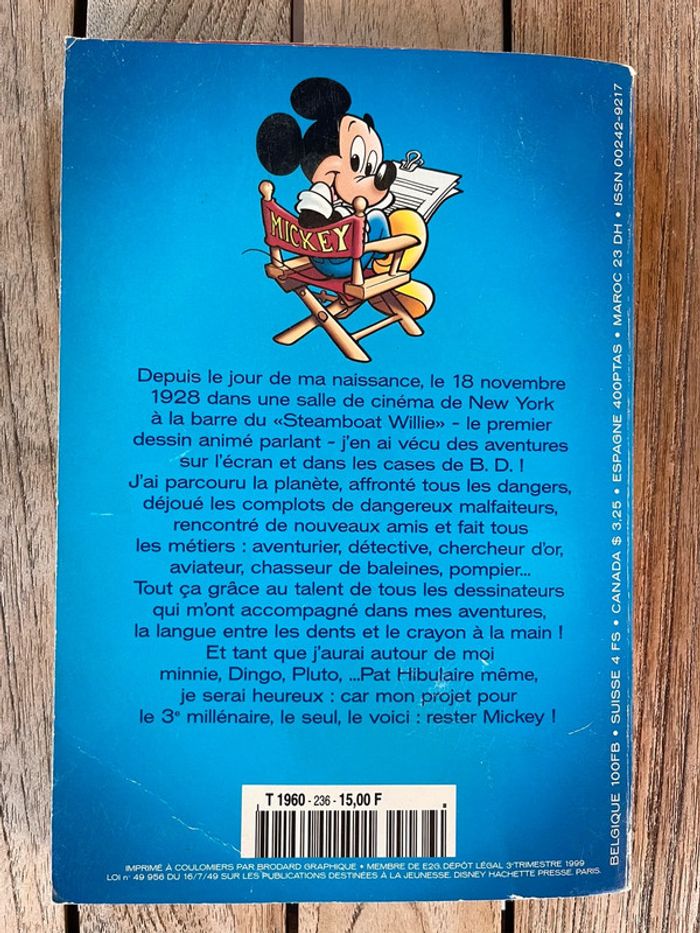 MICKEY
Depuis le jour de ma naissance, le 18 novembre
1928 dans une salle de cinéma de New York
à la barre du «Steamboat Willie» - le premier
dessin animé parlant - j'en ai vécu des aventures
sur l'écran et dans les cases de B. D. !
J'ai parcouru la planète, affronté tous les dangers,
déjoué les complots de dangereux malfaiteurs,
rencontré de nouveaux amis et fait tous
les métiers : aventurier, détective, chercheur d'or,
aviateur, chasseur de baleines, pompier...
Tout ça grâce au talent de tous les dessinateurs
qui m'ont accompagné dans mes aventures,
la langue entre les dents et le crayon à la main !
Et tant que j'aurai autour de moi
minnie, Dingo, Pluto, ...Pat Hibulaire même,
je serai heureux : car mon projet pour
le 3e millénaire, le seul, le voici : rester Mickey !
T 1960 - 236 - 15,00 F
IMPRIMÉ À COULOMIERS PAR BRODARD GRAPHIQUE • MEMBRE DE E2G. DÉPÔT LÉGAL 3e TRIMESTRE 1999
LOI n° 49 956 DU 16/7/49 SUR LES PUBLICATIONS DESTINÉES À LA JEUNESSE. DISNEY HACHETTE PRESSE. PARIS.
BELGIQUE 100FB • SUISSE 4 FS • CANADA $ 3.25 • ESPAGNE 400PTAS • MAROC 23 DH • ISSN 00242-9217